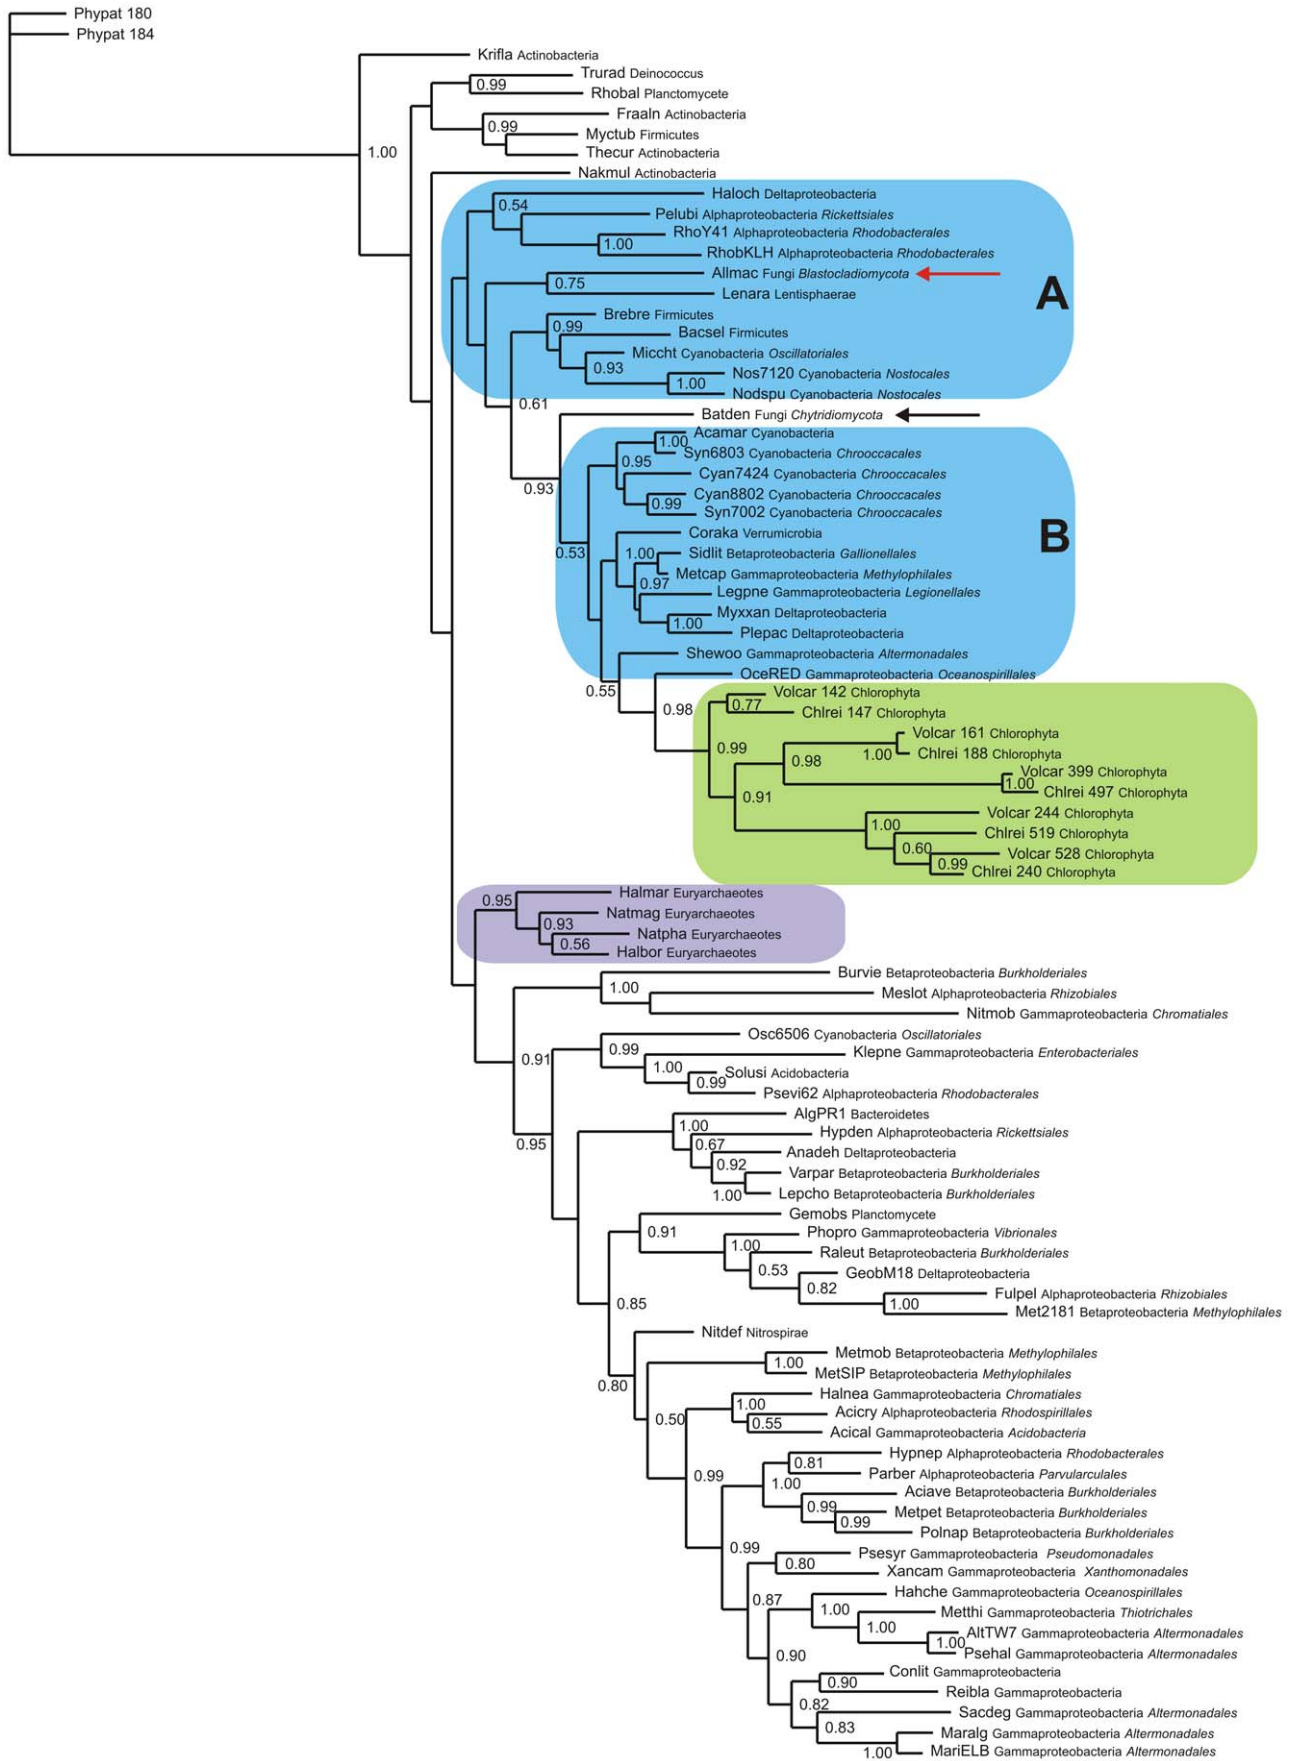 Phypat 180
Phypat 184
Krifla Actinobacteria
Trurad Deinococcus
0.99
Rhobal Planctomycete
Fraaln Actinobacteria
0.99
Myctub Firmicutes
1.00
Thecur Actinobacteria
Nakmul Actinobacteria
Haloch Deltaproteobacteria
0.54
Pelubi Alphaproteobacteria Rickettsiales
RhoY41 Alphaproteobacteria Rhodobacterales
1.00
RhobKLH Alphaproteobacteria Rhodobacterales
Allmac Fungi Blastocladiomycota
0.75
A
Lenara Lentisphaerae
Brebre Firmicutes
0.99
Bacsel Firmicutes
Miccht Cyanobacteria Oscillatoriales
0.93
Nos7120 Cyanobacteria Nostocales
1.00
Nodspu Cyanobacteria Nostocales
0.61
Batden Fungi Chytridiomycota
Acamar Cyanobacteria
1.00
Syn6803 Cyanobacteria Chrooccacales
0.95
Cyan7424 Cyanobacteria Chrooccacales
0.93
Cyan8802 Cyanobacteria Chrooccacales
0.99
Syn7002 Cyanobacteria Chrooccacales
Coraka Verrumicrobia
B
0.53
1.00
Sidlit Betaproteobacteria Gallionellales
Metcap Gammaproteobacteria Methylophilales
0.97
Legpne Gammaproteobacteria Legionellales
Myxxan Deltaproteobacteria
1.00
Plepac Deltaproteobacteria
Shewoo Gammaproteobacteria Altermonadales
OceRED Gammaproteobacteria Oceanospirillales
0.55
Volcar 142 Chlorophyta
0.77
0.98
Chlrei 147 Chlorophyta
Volcar 161 Chlorophyta
0.99
1.00
Chlrei 188 Chlorophyta
0.98
Volcar 399 Chlorophyta
1.00
Chlrei 497 Chlorophyta
0.91
Volcar 244 Chlorophyta
1.00
Chlrei 519 Chlorophyta
0.60
Volcar 528 Chlorophyta
0.99
Chlrei 240 Chlorophyta
Halmar Euryarchaeotes
0.95
Natmag Euryarchaeotes
0.93
Natpha Euryarchaeotes
0.56
Halbor Euryarchaeotes
Burvie Betaproteobacteria Burkholderiales
1.00
Meslot Alphaproteobacteria Rhizobiales
Nitmob Gammaproteobacteria Chromatiales
Osc6506 Cyanobacteria Oscillatoriales
0.99
Klepne Gammaproteobacteria Enterobacteriales
0.91
1.00
Solusi Acidobacteria
0.99
Psevi62 Alphaproteobacteria Rhodobacterales
AlgPR1 Bacteroidetes
1.00
Hypden Alphaproteobacteria Rickettsiales
0.95
0.67
Anadeh Deltaproteobacteria
0.92
Varpar Betaproteobacteria Burkholderiales
1.00
Lepcho Betaproteobacteria Burkholderiales
Gemobs Planctomycete
0.91
Phopro Gammaproteobacteria Vibrionales
1.00
Raleut Betaproteobacteria Burkholderiales
0.53
GeobM18 Deltaproteobacteria
0.82
Fulpel Alphaproteobacteria Rhizobiales
0.85
1.00
Met2181 Betaproteobacteria Methylophilales
Nitdef Nitrospirae
Metmob Betaproteobacteria Methylophilales
1.00
MetSIP Betaproteobacteria Methylophilales
0.80
Halnea Gammaproteobacteria Chromatiales
1.00
Acicry Alphaproteobacteria Rhodospirillales
0.50
0.55
Acical Gammaproteobacteria Acidobacteria
Hypnep Alphaproteobacteria Rhodobacterales
0.81
Parber Alphaproteobacteria Parvularculales
0.99
1.00
Aciave Betaproteobacteria Burkholderiales
0.99
Metpet Betaproteobacteria Burkholderiales
0.99
Polnap Betaproteobacteria Burkholderiales
0.99
Psesyr Gammaproteobacteria Pseudomonadales
0.80
Xancam Gammaproteobacteria Xanthomonadales
Hahche Gammaproteobacteria Oceanospirillales
0.87
1.00
Metthi Gammaproteobacteria Thiotrichales
1.00
AltTW7 Gammaproteobacteria Altermonadales
1.00
Psehal Gammaproteobacteria Altermonadales
0.90
Conlit Gammaproteobacteria
0.90
Reibla Gammaproteobacteria
0.82
Sacdeg Gammaproteobacteria Altermonadales
0.83
Maralg Gammaproteobacteria Altermonadales
1.00
MariELB Gammaproteobacteria Altermonadales